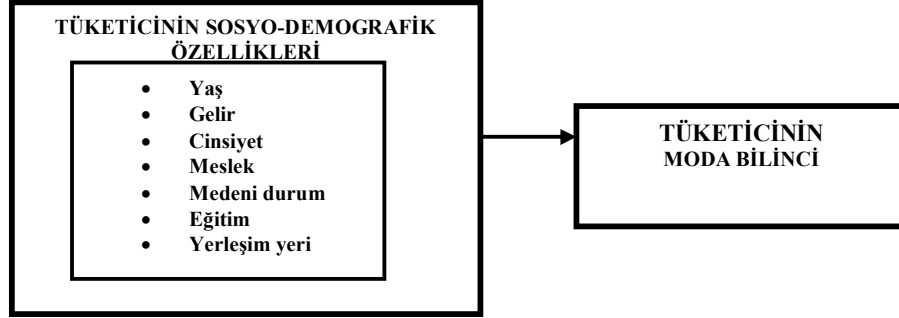 TÜKETİCİNİN SOSYO-DEMOGRAFİK
ÖZELLİKLERİ
• Yaş
• Gelir
• Cinsiyet
• Meslek
• Medeni durum
• Eğitim
• Yerleşim yeri
TÜKETİCİNİN
MODA BİLİNCİ